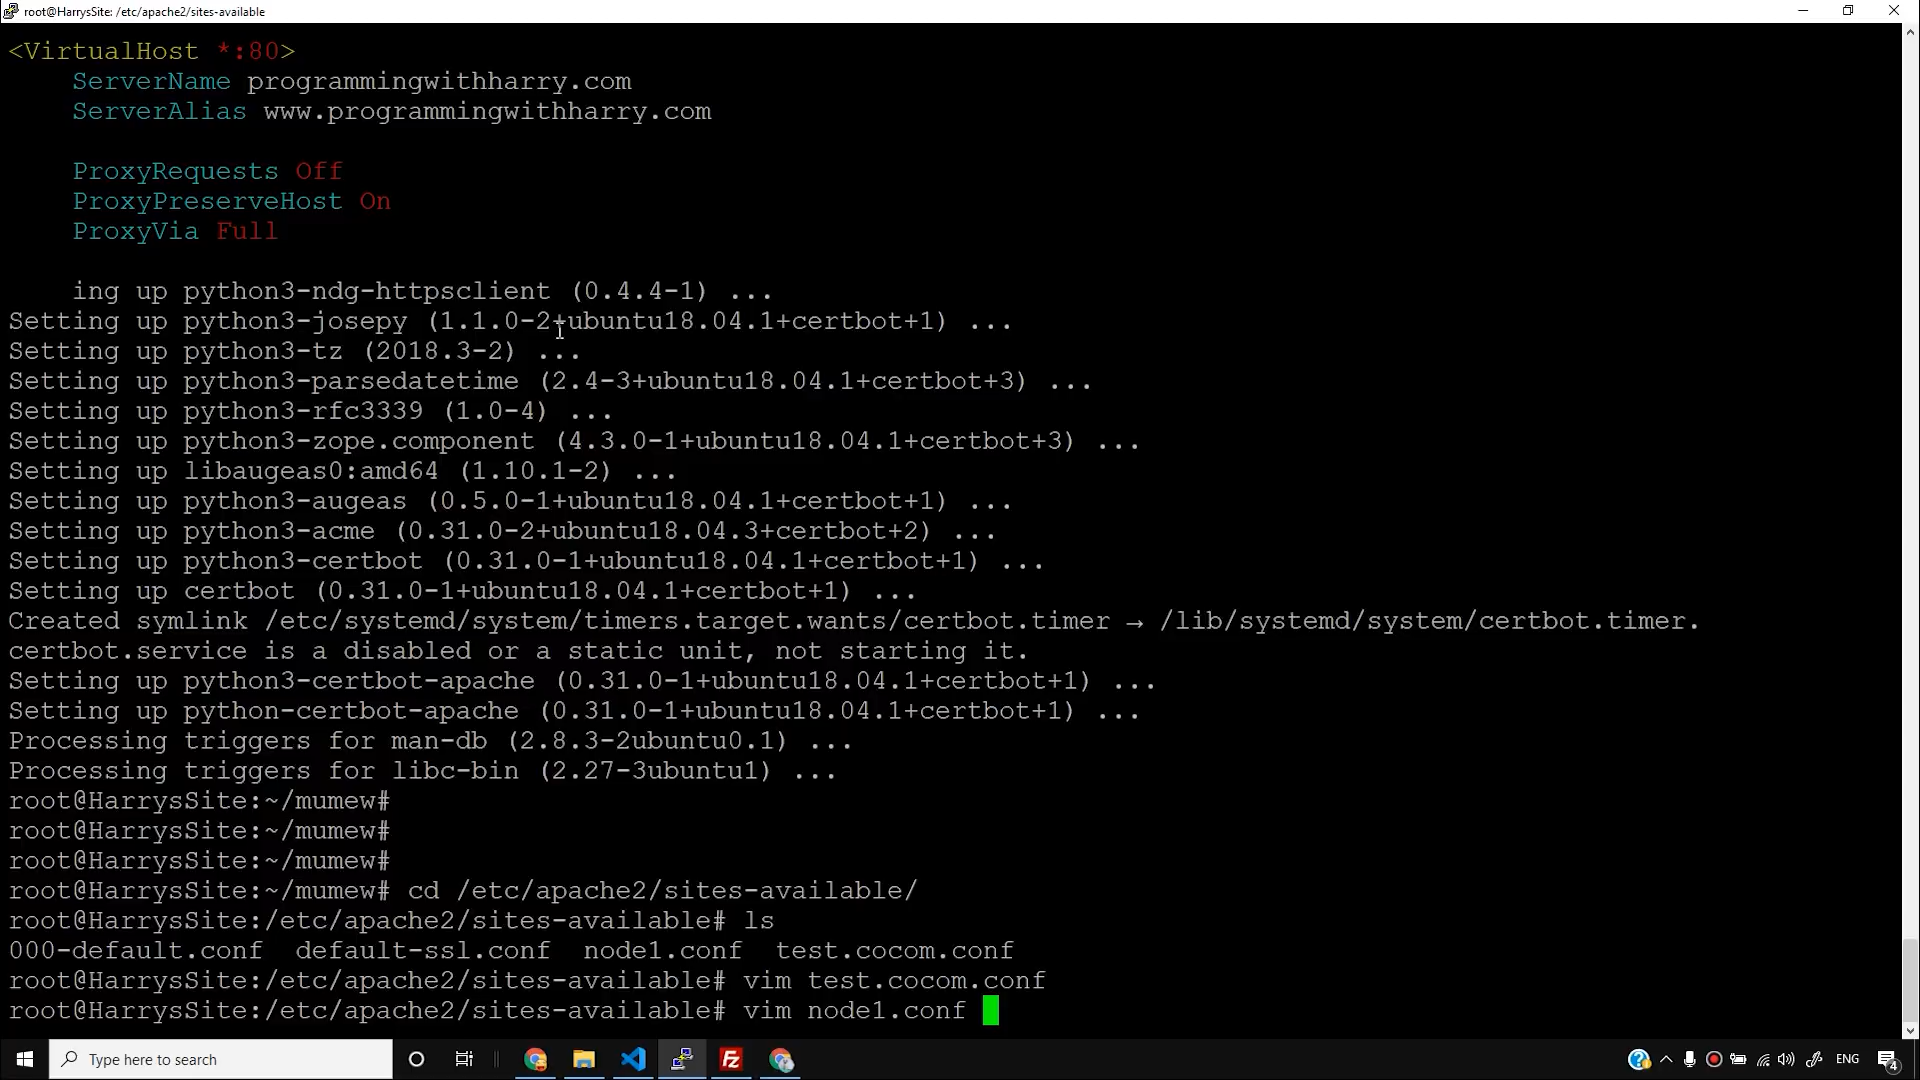 root@HarrysSite: /etc/apache2/sites-available
<VirtualHost *:80>
    ServerName programmingwithharry.com
    ServerAlias www.programmingwithharry.com
    ProxyRequests Off
    ProxyPreserveHost On
    ProxyVia Full
    ing up python3-ndg-httpsclient (0.4.4-1) ...
Setting up python3-josepy (1.1.0-2+ubuntu18.04.1+certbot+1) ...
Setting up python3-tz (2018.3-2) ...
Setting up python3-parsedatetime (2.4-3+ubuntu18.04.1+certbot+3) ...
Setting up python3-rfc3339 (1.0-4) ...
Setting up python3-zope.component (4.3.0-1+ubuntu18.04.1+certbot+3) ...
Setting up libaugeas0:amd64 (1.10.1-2) ...
Setting up python3-augeas (0.5.0-1+ubuntu18.04.1+certbot+1) ...
Setting up python3-acme (0.31.0-2+ubuntu18.04.3+certbot+2) ...
Setting up python3-certbot (0.31.0-1+ubuntu18.04.1+certbot+1) ...
Setting up certbot (0.31.0-1+ubuntu18.04.1+certbot+1) ...
Created symlink /etc/systemd/system/timers.target.wants/certbot.timer → /lib/systemd/system/certbot.timer.
certbot.service is a disabled or a static unit, not starting it.
Setting up python3-certbot-apache (0.31.0-1+ubuntu18.04.1+certbot+1) ...
Setting up python-certbot-apache (0.31.0-1+ubuntu18.04.1+certbot+1) ...
Processing triggers for man-db (2.8.3-2ubuntu0.1) ...
Processing triggers for libc-bin (2.27-3ubuntu1) ...
root@HarrysSite:~/mumew#
root@HarrysSite:~/mumew#
root@HarrysSite:~/mumew#
root@HarrysSite:~/mumew# cd /etc/apache2/sites-available/
root@HarrysSite:/etc/apache2/sites-available# ls
000-default.conf  default-ssl.conf  node1.conf  test.cocom.conf
root@HarrysSite:/etc/apache2/sites-available# vim test.cocom.conf
root@HarrysSite:/etc/apache2/sites-available# vim node1.conf
Type here to search
ENG
4